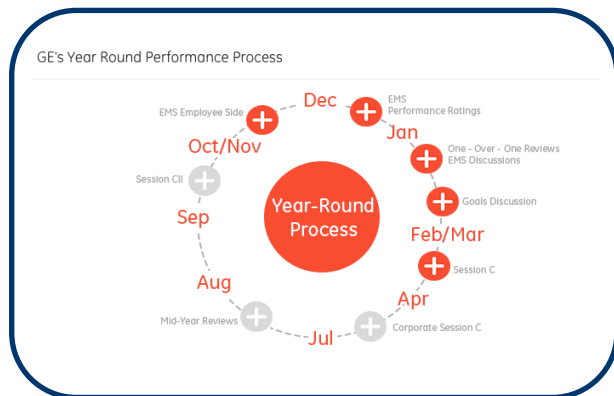 GE's Year Round Performance Process
EMS Employee Side
Dec
EMS
Performance Ratings
Jan
Oct/Nov
One - Over - One Reviews
EMS Discussions
Session CII
Year-Round
Process
Goals Discussion
Sep
Feb/Mar
Session C
Aug
Apr
Mid-Year Reviews
Jul
Corporate Session C